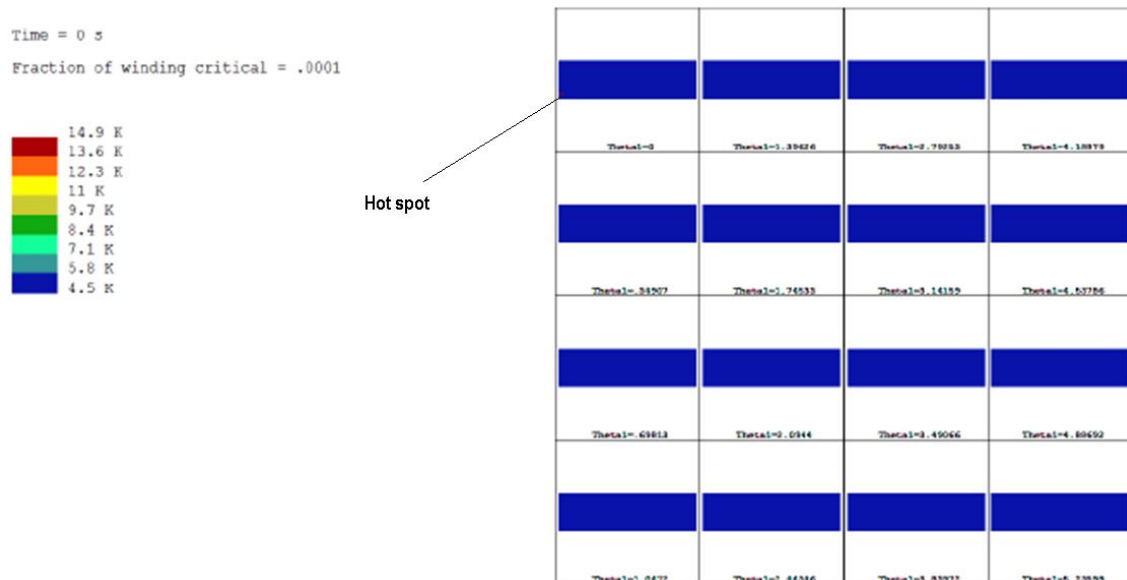 Time = 0 s
Fraction of winding critical = .0001
14.9 K
13.6 K
12.3 K
11 K
9.7 K
8.4 K
7.1 K
5.8 K
4.5 K
Hot spot
Theta1=0
Theta1=1.39626
Theta1=2.79253
Theta1=4.18879
Theta1=.34907
Theta1=1.74533
Theta1=3.14159
Theta1=4.53786
Theta1=.69813
Theta1=2.0944
Theta1=3.49066
Theta1=4.88692